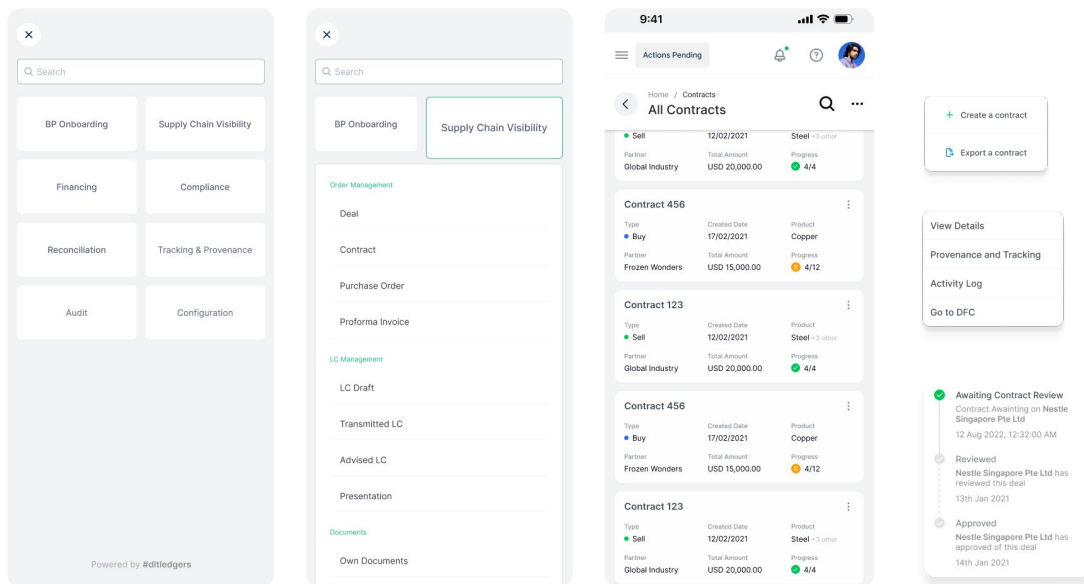 Search
BP Onboarding
Supply Chain Visibility
Financing
Compliance
Reconciliation
Tracking & Provenance
Audit
Configuration
Powered by #dltledgers
Search
BP Onboarding
Supply Chain Visibility
Order Management
Deal
Contract
Purchase Order
Proforma Invoice
LC Management
LC Draft
Transmitted LC
Advised LC
Presentation
Documents
Own Documents
9:41
Actions Pending
Home / Contracts
All Contracts
Sell 12/02/2021 Steel +3 other
Partner Total Amount Progress
Global Industry USD 20,000.00 4/4
Contract 456
Type Created Date Product
Buy 17/02/2021 Copper
Partner Total Amount Progress
Frozen Wonders USD 15,000.00 4/12
Contract 123
Type Created Date Product
Sell 12/02/2021 Steel +3 other
Partner Total Amount Progress
Global Industry USD 20,000.00 4/4
Contract 456
Type Created Date Product
Buy 17/02/2021 Copper
Partner Total Amount Progress
Frozen Wonders USD 15,000.00 4/12
Contract 123
Type Created Date Product
Sell 12/02/2021 Steel +3 other
Partner Total Amount Progress
Global Industry USD 20,000.00 4/4
+ Create a contract
Export a contract
View Details
Provenance and Tracking
Activity Log
Go to DFC
Awaiting Contract Review
Contract Awainting on Nestle
Singapore Pte Ltd
12 Aug 2022, 12:32:00 AM
Reviewed
Nestle Singapore Pte Ltd has
reviewed this deal
13th Jan 2021
Approved
Nestle Singapore Pte Ltd has
approved of this deal
14th Jan 2021